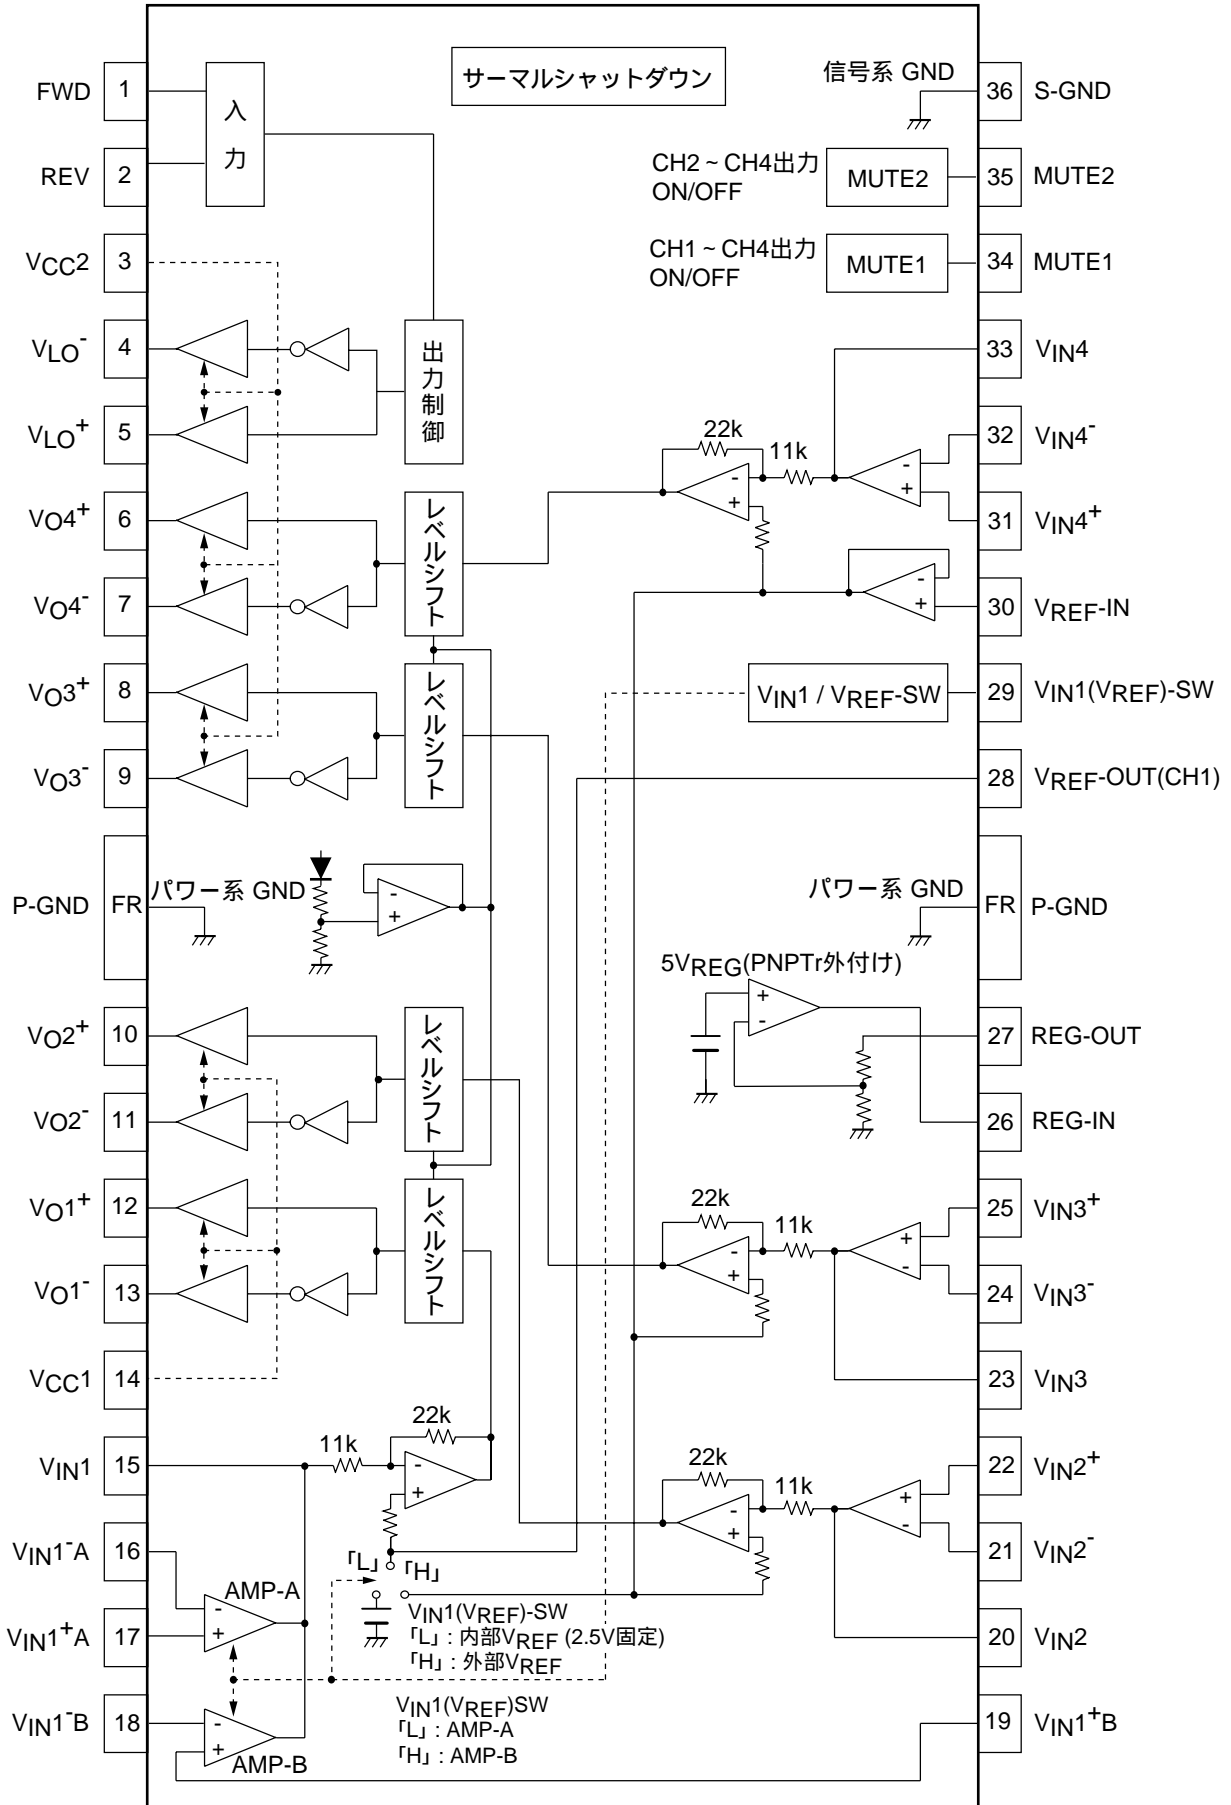 サーマルシャットダウン
信号系 GND
FWD 1
入力
36 S-GND
REV 2
CH2 ~ CH4出力
ON/OFF
MUTE2
35 MUTE2
VCC2 3
CH1 ~ CH4出力
ON/OFF
MUTE1
34 MUTE1
VLO- 4
出力制御
33 VIN4
VLO+ 5
22k
11k
-
+
-
+
32 VIN4-
VO4+ 6
レベルシフト
31 VIN4+
VO4- 7
-
+
30 VREF-IN
VO3+ 8
レベルシフト
VIN1 / VREF-SW
29 VIN1(VREF)-SW
VO3- 9
28 VREF-OUT(CH1)
P-GND FR
パワー系 GND
-
+
パワー系 GND
FR P-GND
5VREG(PNPTr外付け)
+
-
VO2+ 10
レベルシフト
27 REG-OUT
VO2- 11
26 REG-IN
VO1+ 12
レベルシフト
22k
11k
-
+
+
-
25 VIN3+
VO1- 13
24 VIN3-
VCC1 14
23 VIN3
VIN1 15
11k
22k
-
+
22k
11k
-
+
+
-
22 VIN2+
VIN1-A 16
「L」
「H」
21 VIN2-
AMP-A
-
+
VIN1+A 17
VIN1(VREF)-SW
「L」: 内部VREF (2.5V固定)
「H」: 外部VREF
20 VIN2
VIN1-B 18
-
+
AMP-B
VIN1(VREF)SW
「L」: AMP-A
「H」: AMP-B
19 VIN1+B